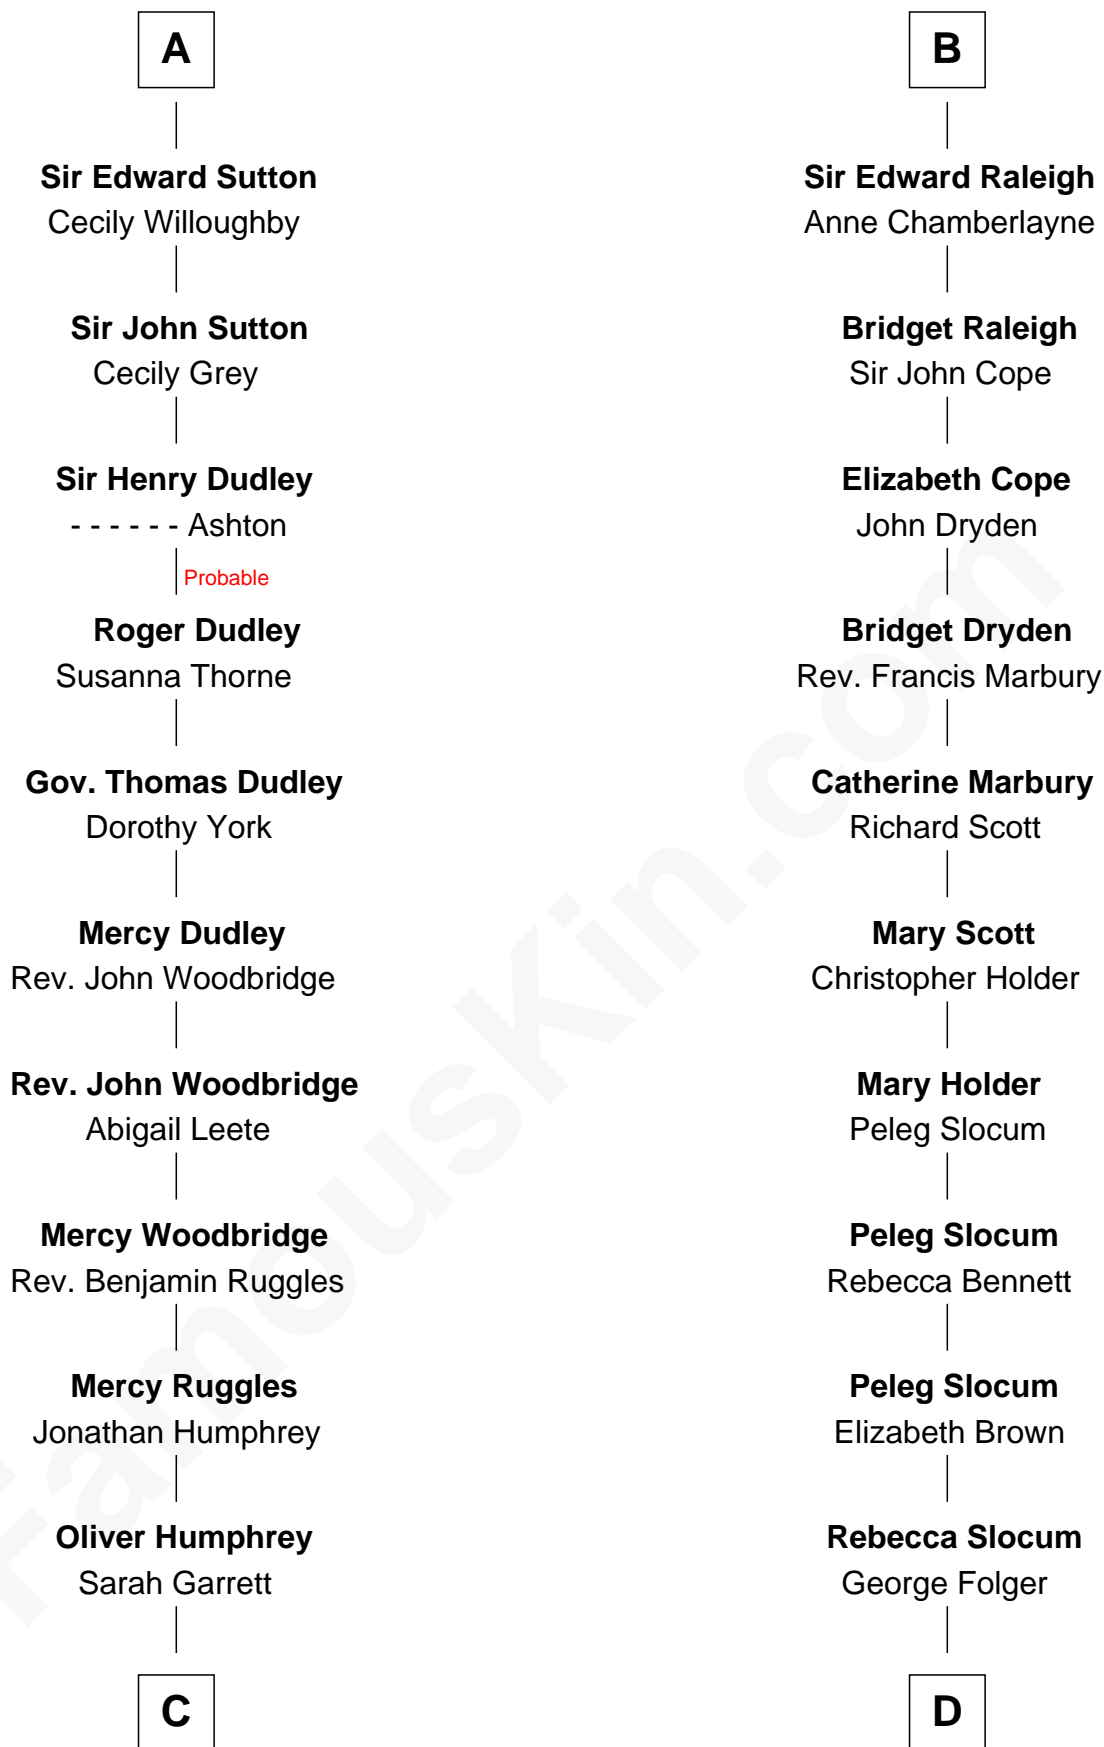 A
Sir Edward Sutton
Cecily Willoughby
Sir John Sutton
Cecily Grey
Sir Henry Dudley
- - - - - - Ashton
Probable
Roger Dudley
Susanna Thorne
Gov. Thomas Dudley
Dorothy York
Mercy Dudley
Rev. John Woodbridge
Rev. John Woodbridge
Abigail Leete
Mercy Woodbridge
Rev. Benjamin Ruggles
Mercy Ruggles
Jonathan Humphrey
Oliver Humphrey
Sarah Garrett
C
B
Sir Edward Raleigh
Anne Chamberlayne
Bridget Raleigh
Sir John Cope
Elizabeth Cope
John Dryden
Bridget Dryden
Rev. Francis Marbury
Catherine Marbury
Richard Scott
Mary Scott
Christopher Holder
Mary Holder
Peleg Slocum
Peleg Slocum
Rebecca Bennett
Peleg Slocum
Elizabeth Brown
Rebecca Slocum
George Folger
D
FamousKin.com